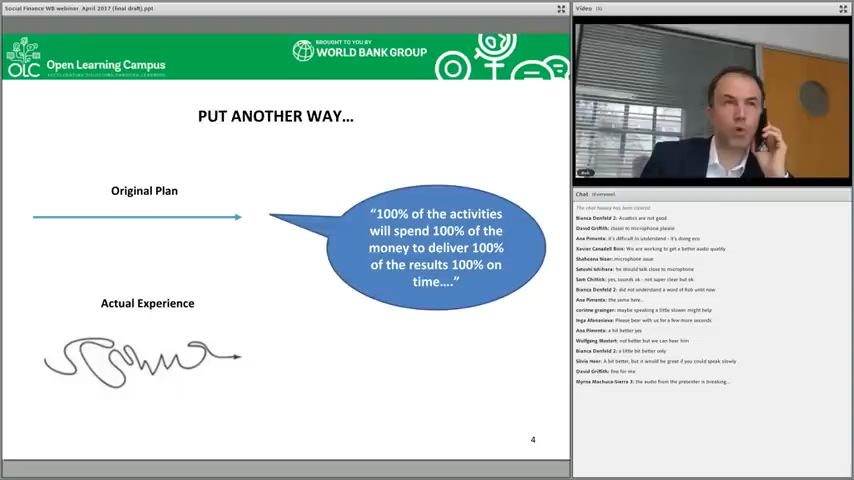 Social Finance WB webinar_April 2017 (final draft).ppt
Video (1)
OLC
Open Learning Campus
BROUGHT TO YOU BY
WORLD BANK GROUP
PUT ANOTHER WAY…
Original Plan
“100% of the activities
will spend 100% of the
money to deliver 100%
of the results 100% on
time….”
Actual Experience
4
Rob
Chat (Everyone)
The chat history has been cleared
Bianca Denfeld 2: Acustics are not good
David Griffith: closer to microphone please
Ana Pimenta: it's difficult to understand - it's doing eco
Xavier Canadell Boix: We are working to get a better audio quality
Shaheena Nisar: microphone issue
Satoshi Ishihara: he should talk close to microphone
Sam Chittick: yes, sounds ok - not super clear but ok
Bianca Denfeld 2: did not understand a word of Rob until now
Ana Pimenta: the same here..
corinne grainger: maybe speaking a little slower might help
Inga Afanasieva: Please bear with us for a few more seconds
Ana Pimenta: a bit better yes
Wolfgang Mostert: not better but we can hear him
Bianca Denfeld 2: a little bit better only
Silvia Heer: A bit better, but it would be great if you could speak slowly
David Griffith: fine for me
Myrna Machuca-Sierra 3: the audio from the presenter is breaking...